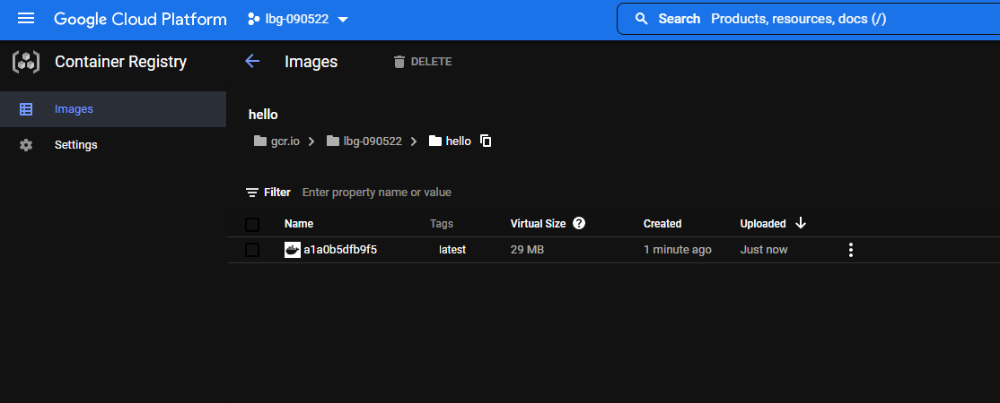 Google Cloud Platform lbg-090522 Search Products, resources, docs (/)
Container Registry Images DELETE
Images
Settings
hello
gcr.io lbg-090522 hello
Filter Enter property name or value
Name Tags Virtual Size ? Created Uploaded
a1a0b5dfb9f5 latest 29 MB 1 minute ago Just now